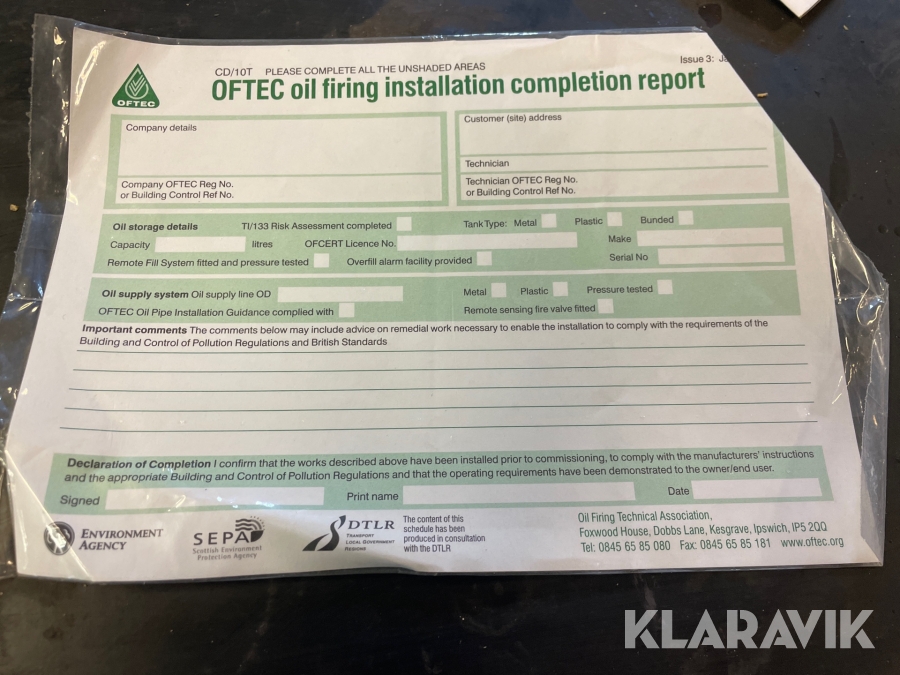 CD/10T PLEASE COMPLETE ALL THE UNSHADED AREAS
Issue 3:
OFTEC oil firing installation completion report
OFTEC
Company details
Company OFTEC Reg No.
or Building Control Ref No.
Customer (site) address
Technician
Technician OFTEC Reg No.
or Building Control Ref No.
Oil storage details TI/133 Risk Assessment completed Tank Type: Metal Plastic Bunded
Capacity litres OFCERT Licence No. Make
Remote Fill System fitted and pressure tested Overfill alarm facility provided Serial No
Oil supply system Oil supply line OD Metal Plastic Pressure tested
OFTEC Oil Pipe Installation Guidance complied with Remote sensing fire valve fitted
Important comments The comments below may include advice on remedial work necessary to enable the installation to comply with the requirements of the
Building and Control of Pollution Regulations and British Standards
Declaration of Completion I confirm that the works described above have been installed prior to commissioning, to comply with the manufacturers' instructions
and the appropriate Building and Control of Pollution Regulations and that the operating requirements have been demonstrated to the owner/end user.
Signed Print name Date
ENVIRONMENT
AGENCY
SEPA
Scottish Environment
Protection Agency
DTLR
TRANSPORT
LOCAL GOVERNMENT
REGIONS
The content of this
schedule has been
produced in consultation
with the DTLR
Oil Firing Technical Association,
Foxwood House, Dobbs Lane, Kesgrave, Ipswich, IP5 2QQ
Tel: 0845 65 85 080 Fax: 0845 65 85 181 www.oftec.org
KLARAVIK